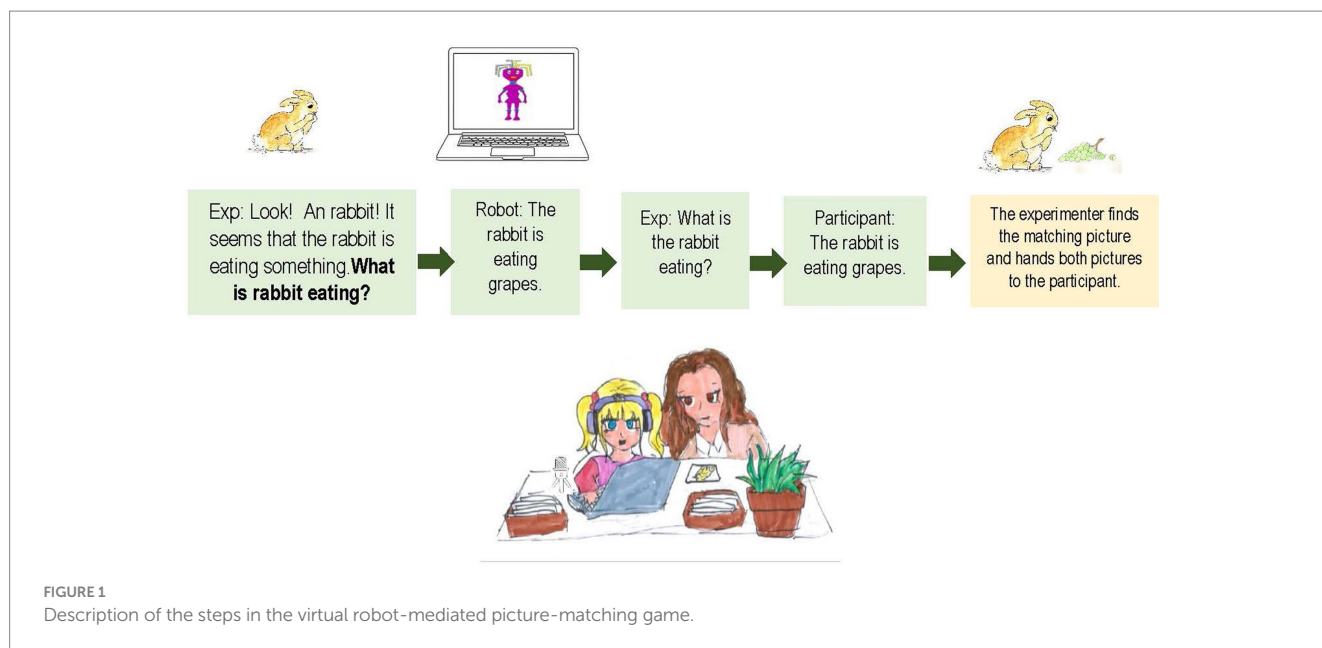 Exp: Look! An rabbit! It
seems that the rabbit is
eating something.What
is rabbit eating?
Robot: The
rabbit is
eating
grapes.
Exp: What is
the rabbit
eating?
Participant:
The rabbit is
eating grapes.
The experimenter finds
the matching picture
and hands both pictures
to the participant.
FIGURE 1
Description of the steps in the virtual robot-mediated picture-matching game.